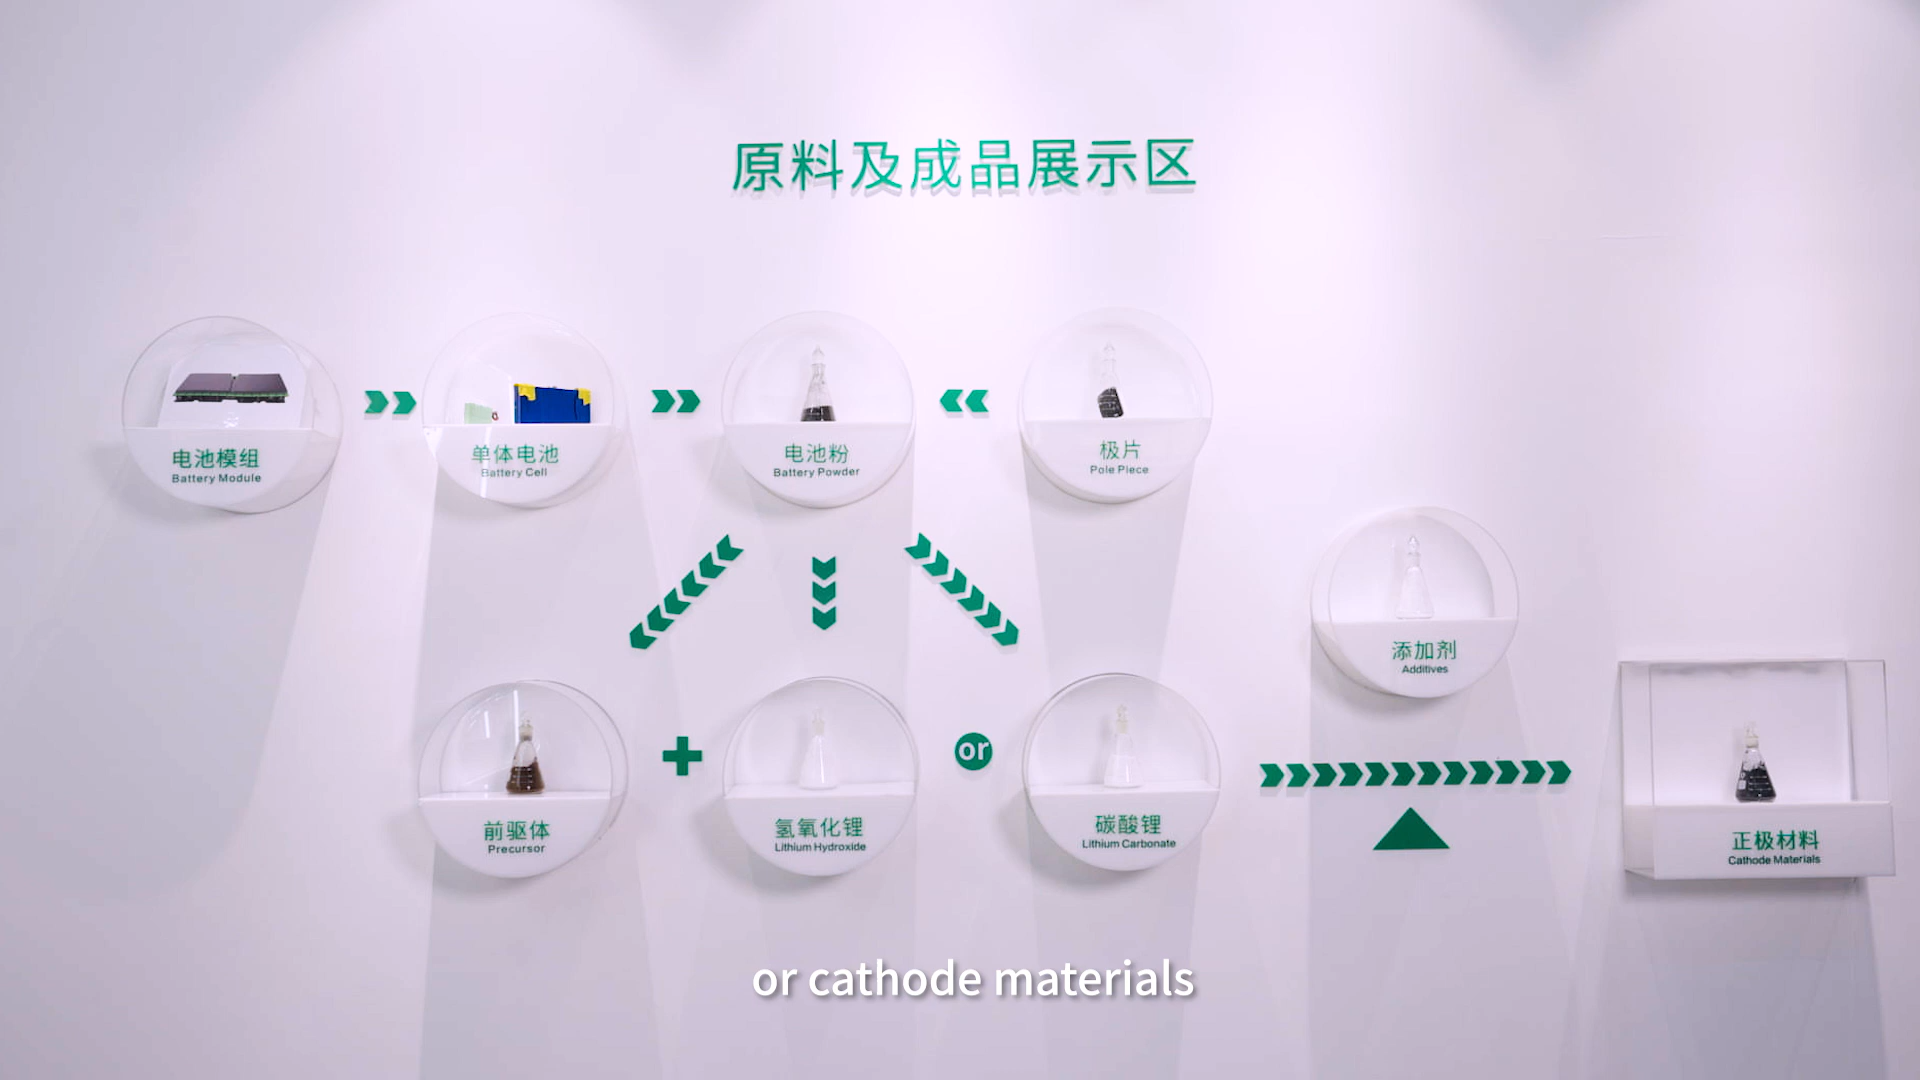 原料及成品展示区
电池模组
Battery Module
单体电池
Battery Cell
电池粉
Battery Powder
极片
Pole Piece
添加剂
Additives
前驱体
Precursor
氢氧化锂
Lithium Hydroxide
or
碳酸锂
Lithium Carbonate
正极材料
Cathode Materials
or cathode materials